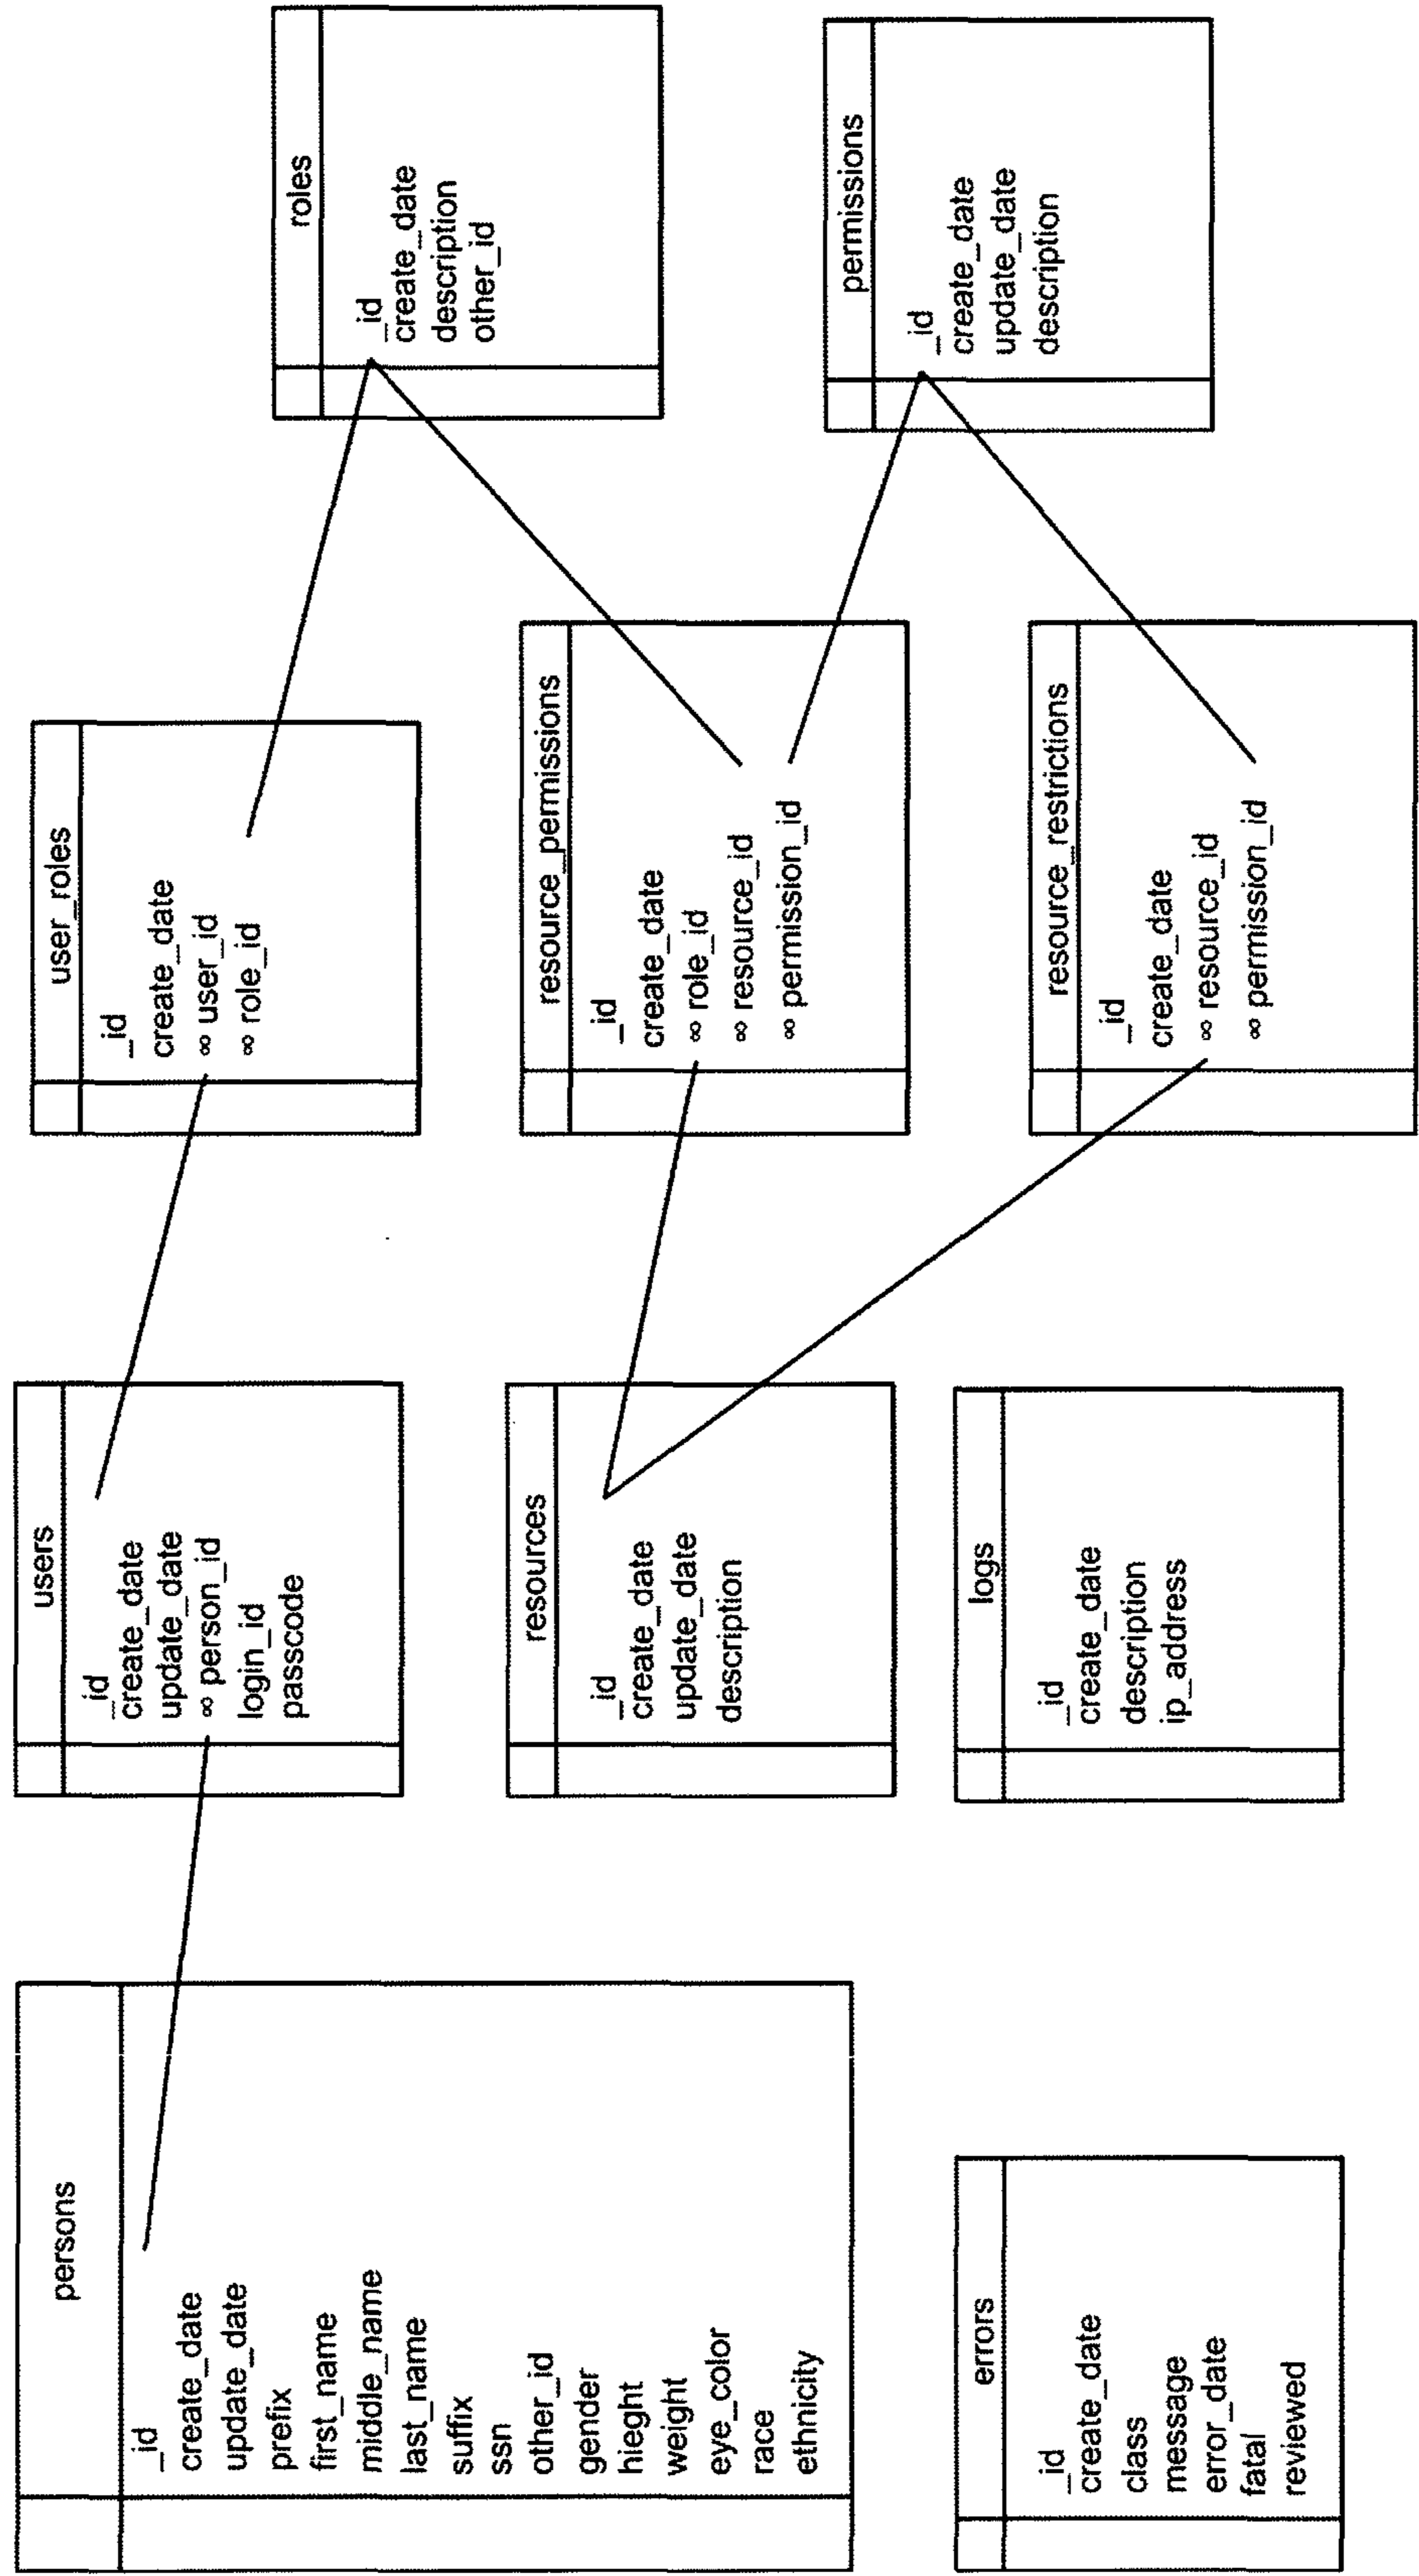 persons
_id
create_date
update_date
prefix
first_name
middle_name
last_name
suffix
ssn
other_id
gender
hieght
weight
eye_color
race
ethnicity
users
_id
create_date
update_date
∞ person_id
login_id
passcode
user_roles
_id
create_date
∞ user_id
∞ role_id
roles
_id
create_date
description
other_id
resources
_id
create_date
update_date
description
resource_permissions
_id
create_date
∞ role_id
∞ resource_id
∞ permission_id
permissions
_id
create_date
update_date
description
errors
_id
create_date
class
message
error_date
fatal
reviewed
logs
_id
create_date
description
ip_address
resource_restrictions
_id
create_date
∞ resource_id
∞ permission_id